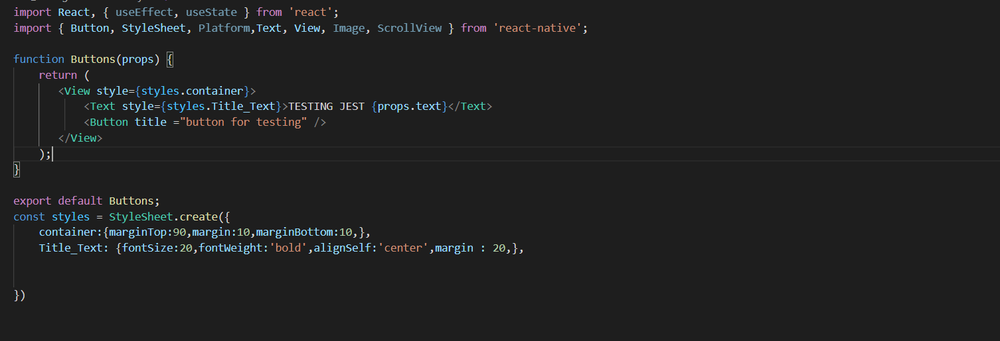 import React, { useEffect, useState } from 'react';
import { Button, StyleSheet, Platform,Text, View, Image, ScrollView } from 'react-native';
function Buttons(props) {
return (
<View style={styles.container}>
<Text style={styles.Title_Text}>TESTING JEST {props.text}</Text>
<Button title ="button for testing" />
</View>
);
}
export default Buttons;
const styles = StyleSheet.create({
container:{marginTop:90,margin:10,marginBottom:10,},
Title_Text: {fontSize:20,fontWeight:'bold',alignSelf:'center',margin : 20,},
})